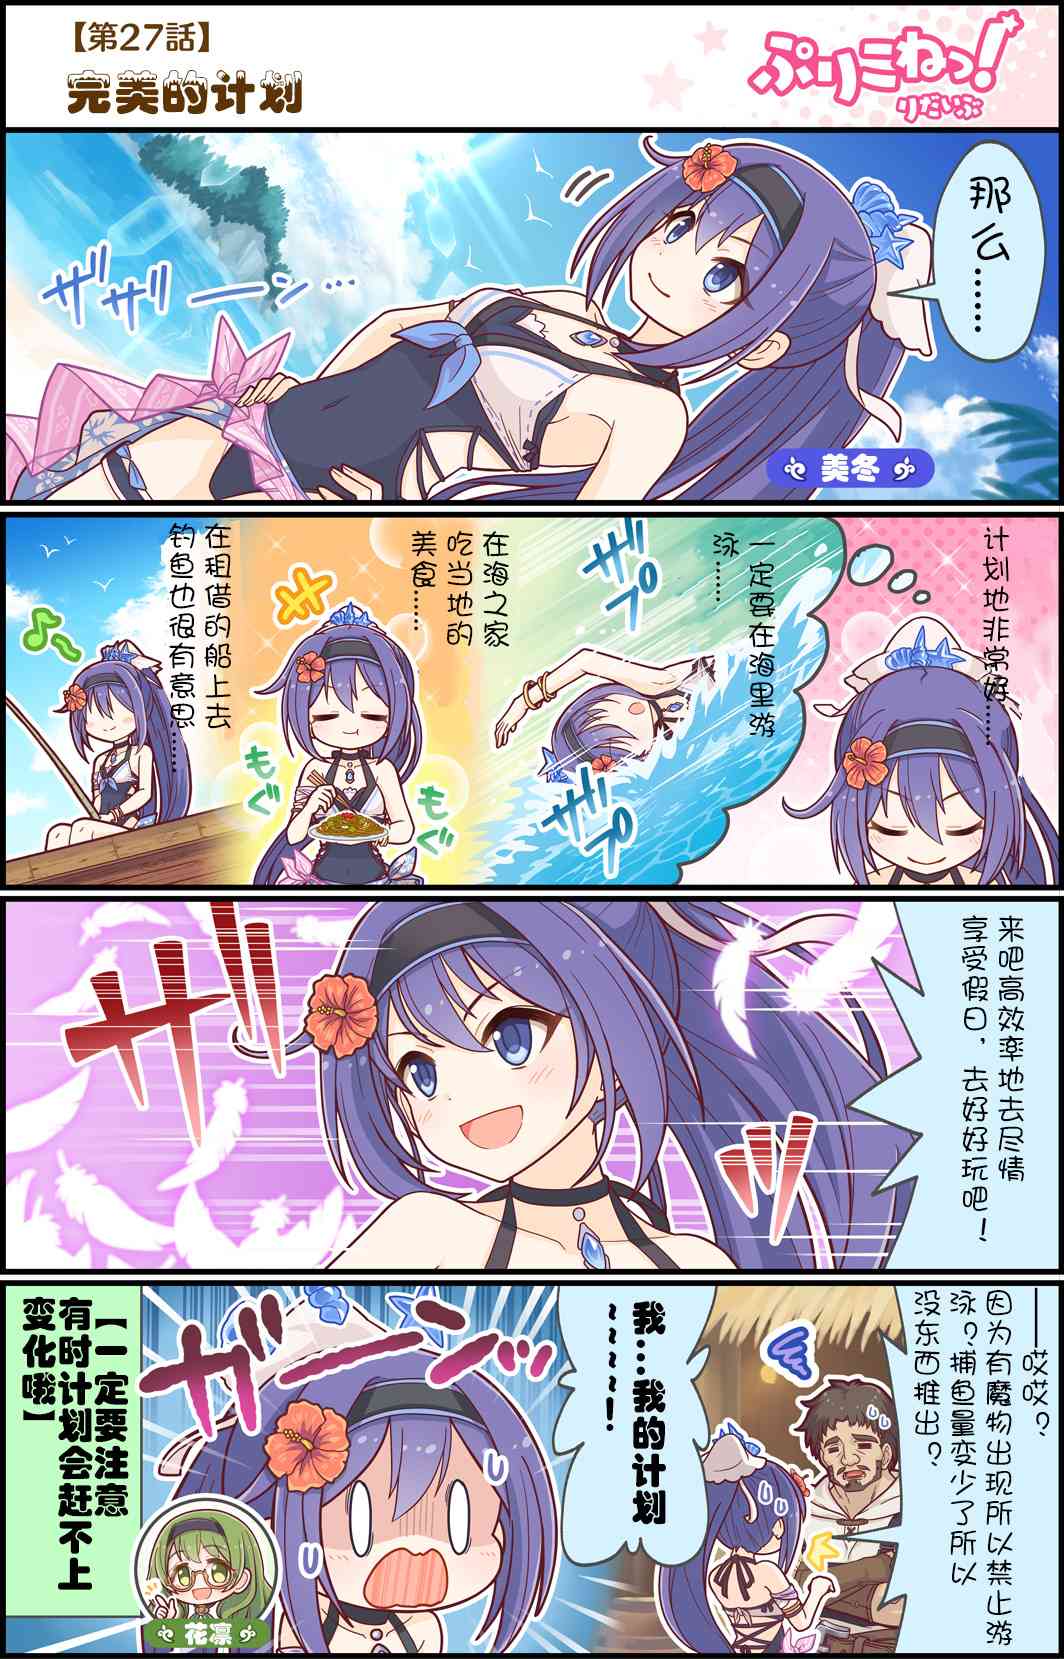 【第27話】
完美的计划
ぷりこねっ!
りだいぶ
那么……
ザザザーーン…
美冬
计划地非常好……
一定要在海里游
泳……
ザプ
ザザプ
在海之家
吃当地的
美食……
もぐ
もぐ
在租借的船上去
钓鱼也很有意思……
来吧高效率地去尽情
享受假日，去好好玩吧！
ザッ!!
!!
——哎哎？
因为有魔物出现所以禁止游
泳？捕鱼量变少了所以
没东西推出？
我…我的计划
~~~~~！
ガーーンッ
【一定要注意
有时计划会赶不上
变化哦】
花凛